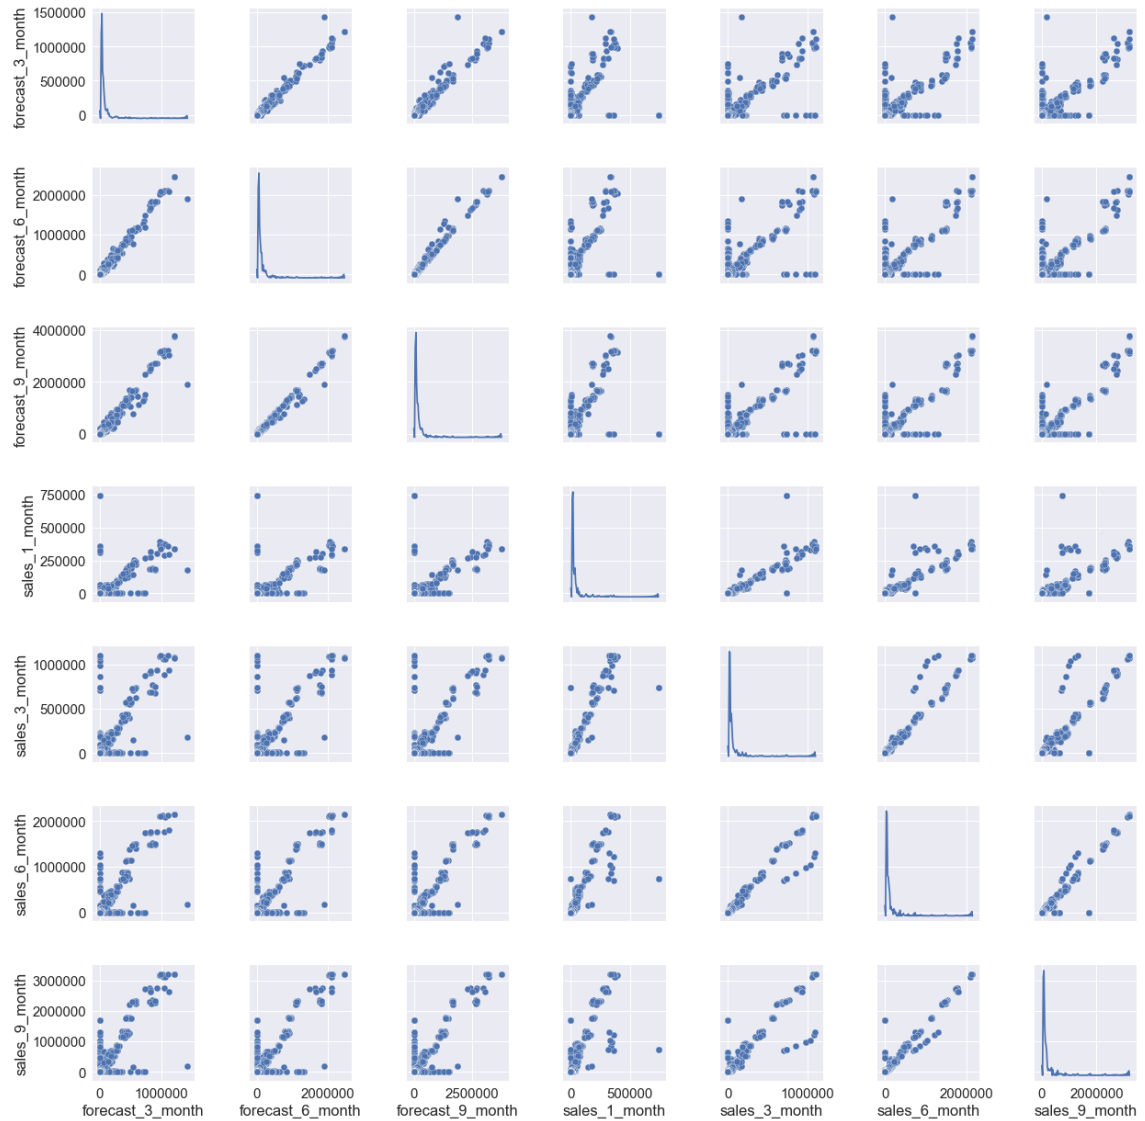 forecast_3_month
1500000
1000000
500000
0
forecast_6_month
2000000
1000000
0
forecast_9_month
4000000
2000000
0
sales_1_month
750000
500000
250000
0
sales_3_month
1000000
500000
0
sales_6_month
2000000
1000000
0
sales_9_month
3000000
2000000
1000000
0
0 1000000 0 2000000 0 2500000 0 500000 0 1000000 0 2000000 0 2000000
forecast_3_month forecast_6_month forecast_9_month sales_1_month sales_3_month sales_6_month sales_9_month